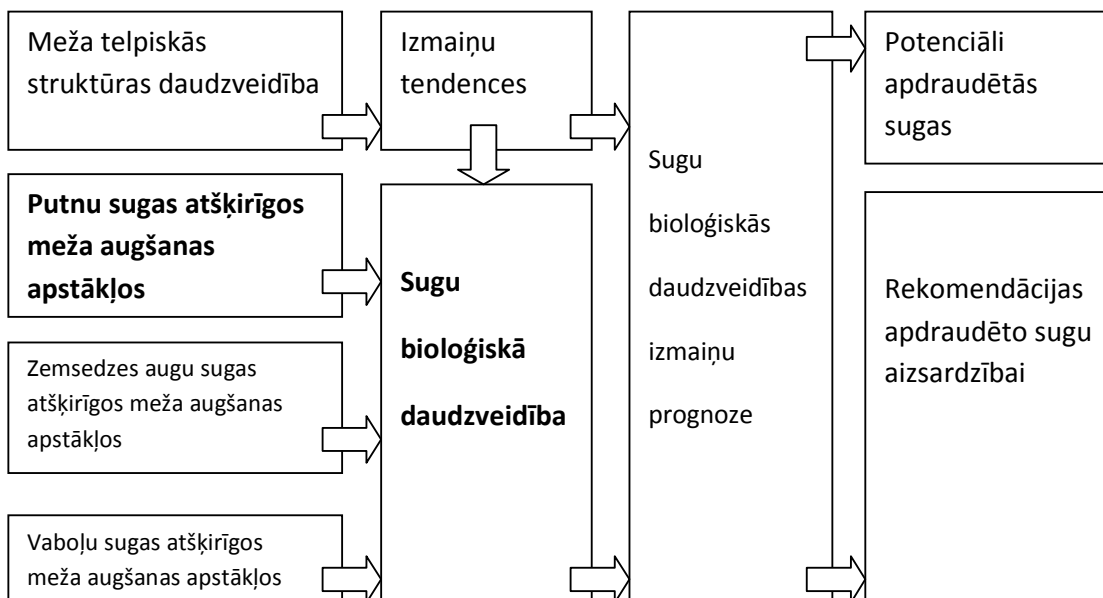 Meža telpiskās
struktūras daudzveidība
Izmaiņu
tendences
Potenciāli
apdraudētās
sugas
Putnu sugas atšķirīgos
meža augšanas
apstākļos
Zemsedzes augu sugas
atšķirīgos meža augšanas
apstākļos
Vaboļu sugas atšķirīgos
meža augšanas apstākļos
Sugu
bioloģiskā
daudzveidība
Sugu
bioloģiskās
daudzveidības
izmaiņu
prognoze
Rekomendācijas
apdraudēto sugu
aizsardzībai